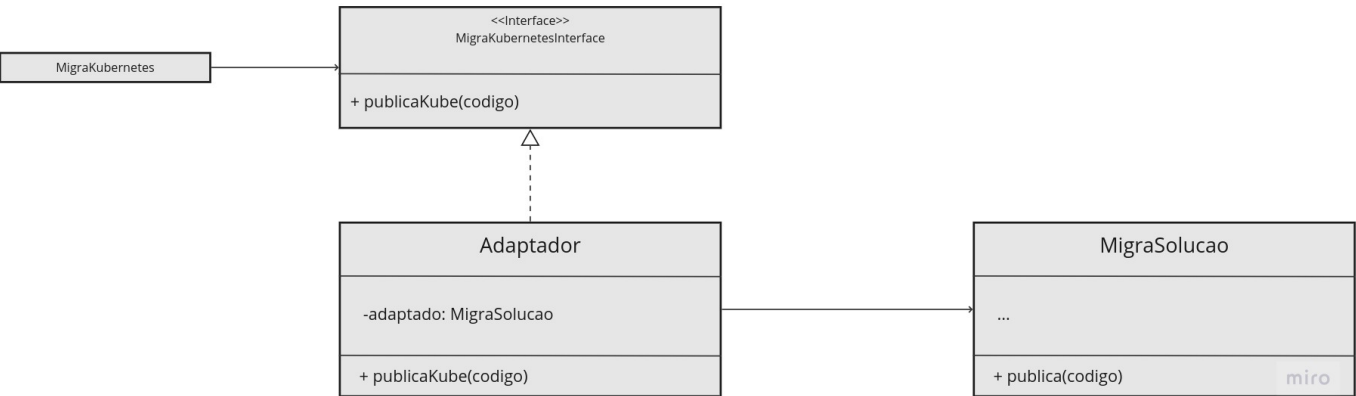 <<Interface>>
MigraKubernetesInterface
MigraKubernetes
+ publicaKube(codigo)
Adaptador
-adaptado: MigraSolucao
+ publicaKube(codigo)
MigraSolucao
...
+ publica(codigo)
miro